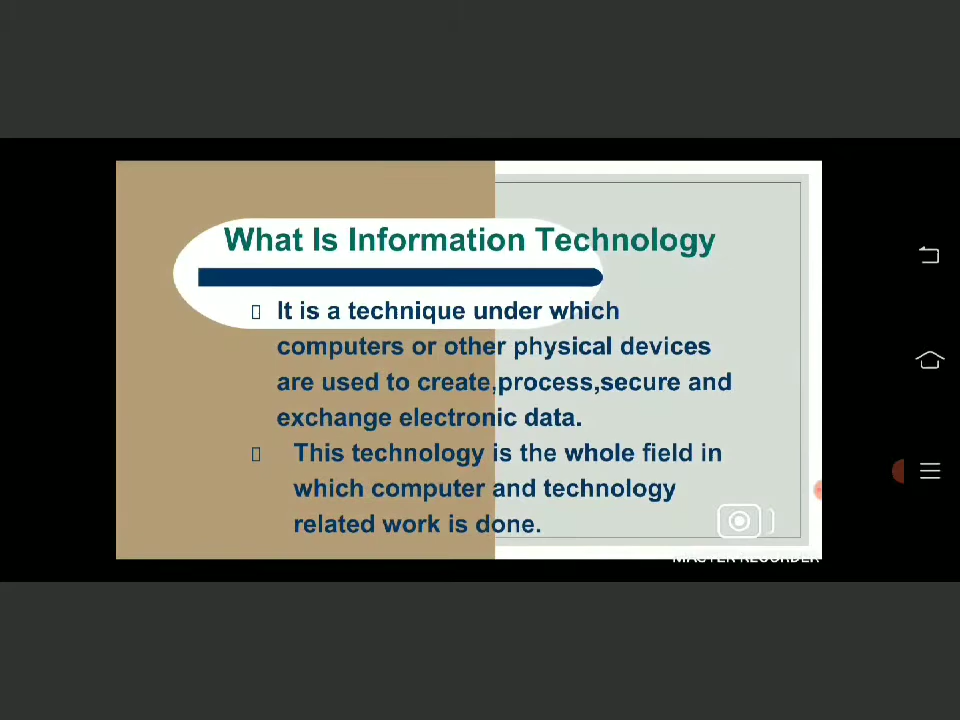 What Is Information Technology
It is a technique under which
computers or other physical devices
are used to create,process,secure and
exchange electronic data.
This technology is the whole field in
which computer and technology
related work is done.
MASTER RECORDER